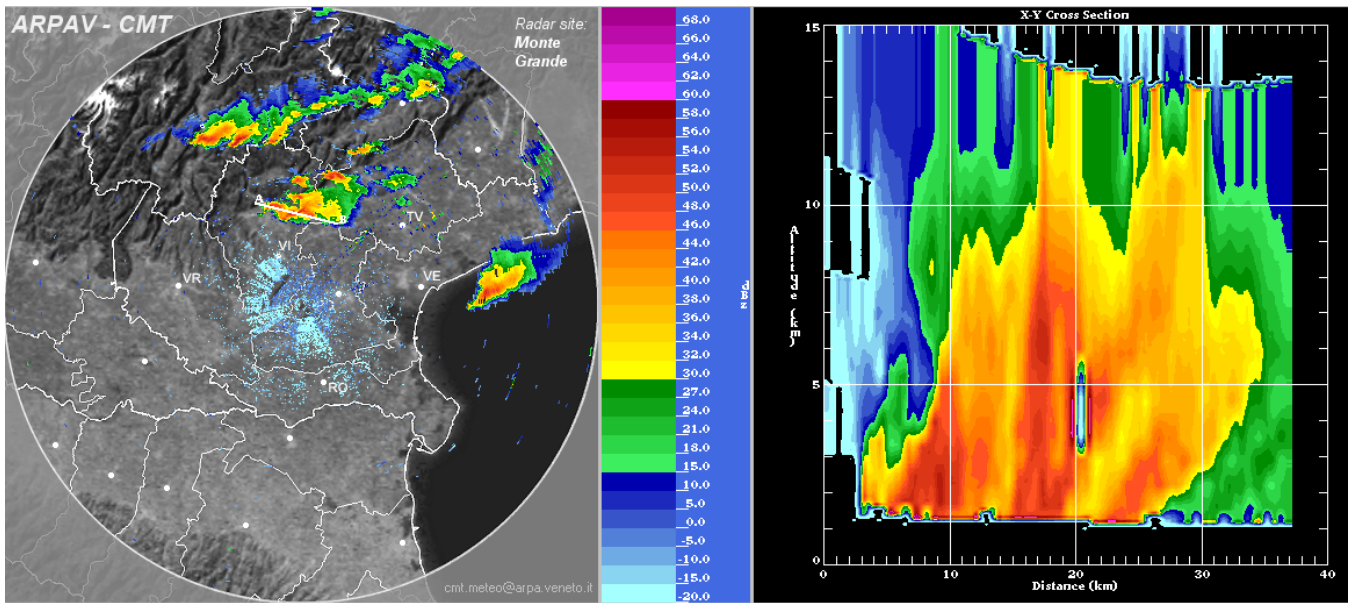 ARPAV - CMT
Radar site:
Monte
Grande
A
B
TV
VI
VR
VE
RO
cmt.meteo@arpa.veneto.it
68.0
66.0
64.0
62.0
60.0
58.0
56.0
54.0
52.0
50.0
48.0
46.0
44.0
42.0
40.0
38.0
36.0
34.0
32.0
30.0
27.0
24.0
21.0
18.0
15.0
10.0
5.0
0.0
-5.0
-10.0
-15.0
-20.0
dBz
X-Y Cross Section
15
10
5
0
Altitude (km)
0
10
20
30
40
Distance (km)